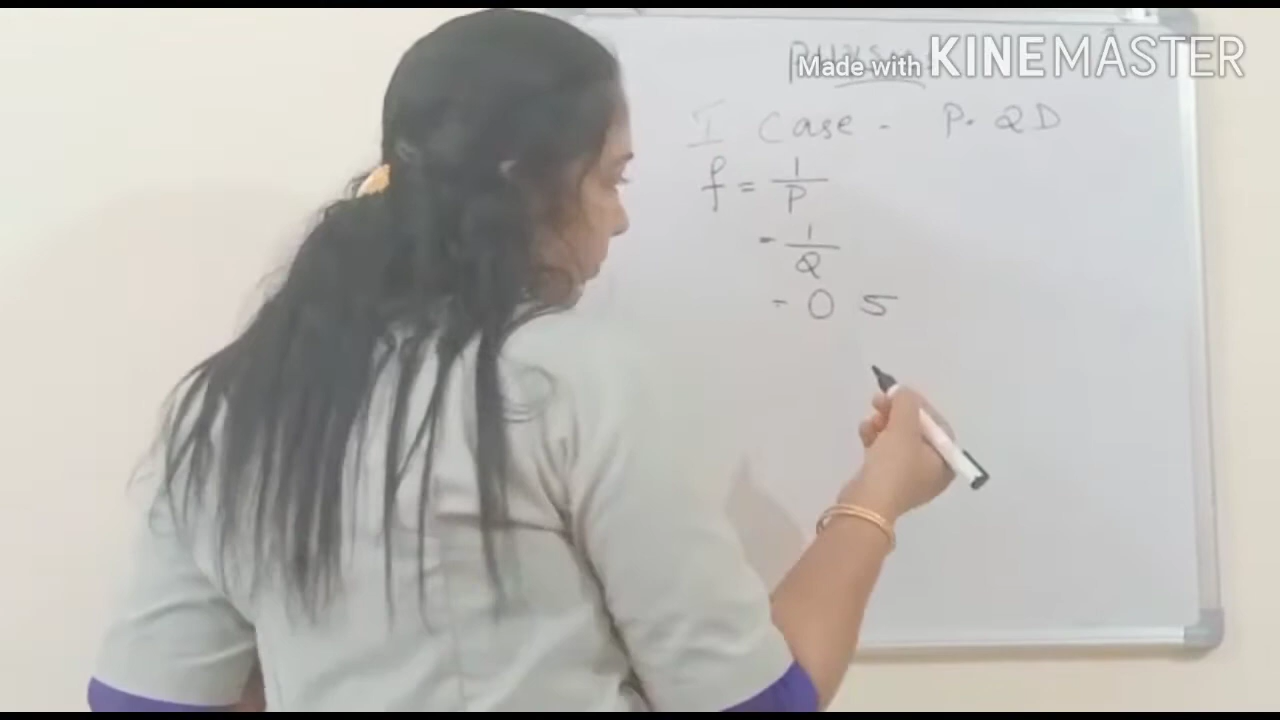 Made with KINEMASTER
I Case - P. 2D
f = 1/P
= 1/2
= 0 5